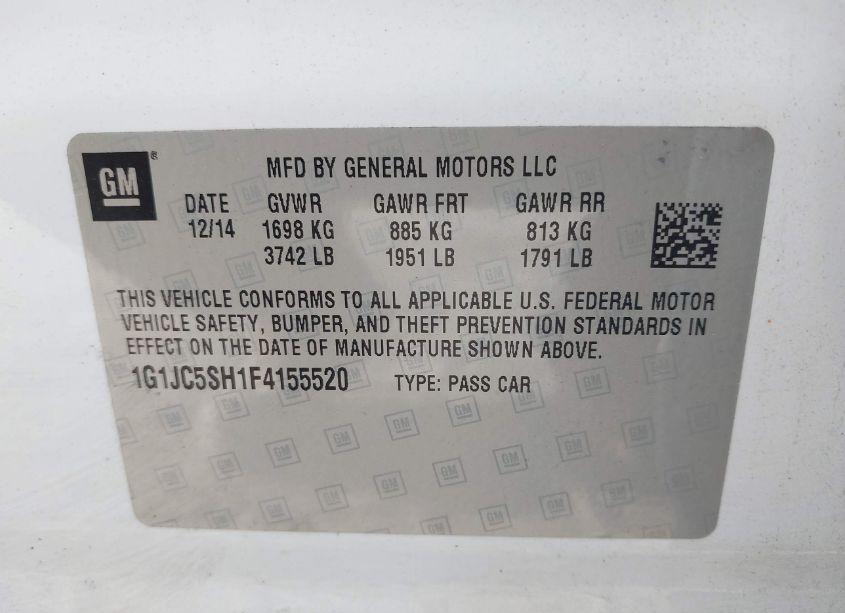 GM
MFD BY GENERAL MOTORS LLC
DATE GVWR GAWR FRT GAWR RR
12/14 1698 KG 885 KG 813 KG
3742 LB 1951 LB 1791 LB
THIS VEHICLE CONFORMS TO ALL APPLICABLE U.S. FEDERAL MOTOR
VEHICLE SAFETY, BUMPER, AND THEFT PREVENTION STANDARDS IN
EFFECT ON THE DATE OF MANUFACTURE SHOWN ABOVE.
1G1JC5SH1F4155520 TYPE: PASS CAR